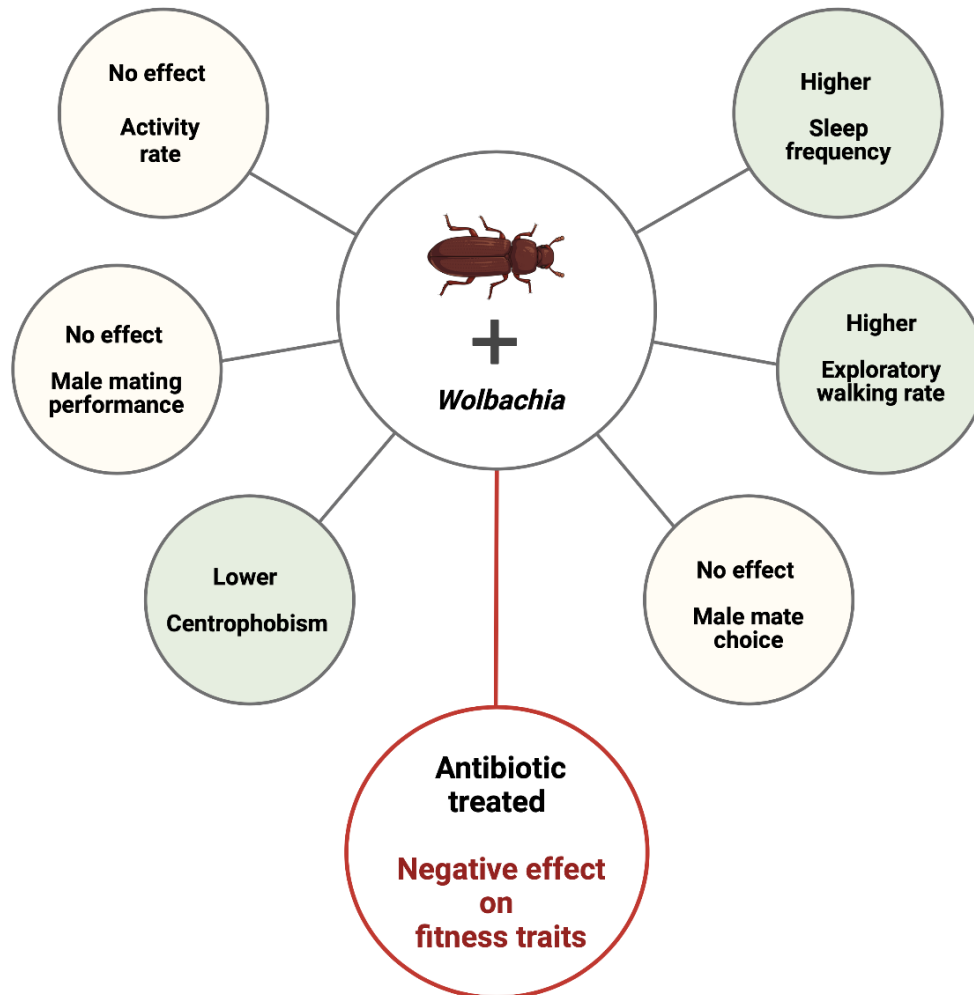 No effect
Activity
rate
Higher
Sleep
frequency
Wolbachia
No effect
Male mating
performance
Higher
Exploratory
walking rate
Lower
Centrophobism
No effect
Male mate
choice
Antibiotic
treated
Negative effect
on
fitness traits